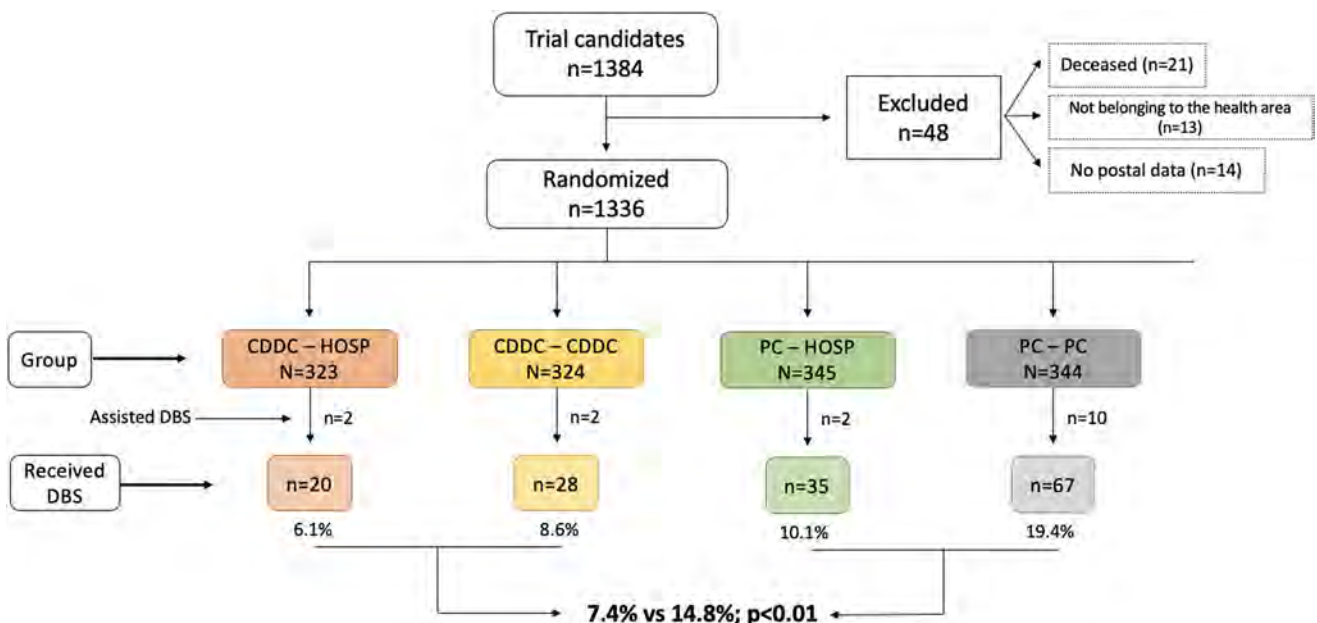 Trial candidates
n=1384
Excluded
n=48
Deceased (n=21)
Not belonging to the health area
(n=13)
No postal data (n=14)
Randomized
n=1336
Group
CDDC – HOSP
N=323
CDDC – CDDC
N=324
PC – HOSP
N=345
PC – PC
N=344
Assisted DBS
n=2
n=2
n=2
n=10
Received
DBS
n=20
n=28
n=35
n=67
6.1%
8.6%
10.1%
19.4%
7.4% vs 14.8%; p<0.01